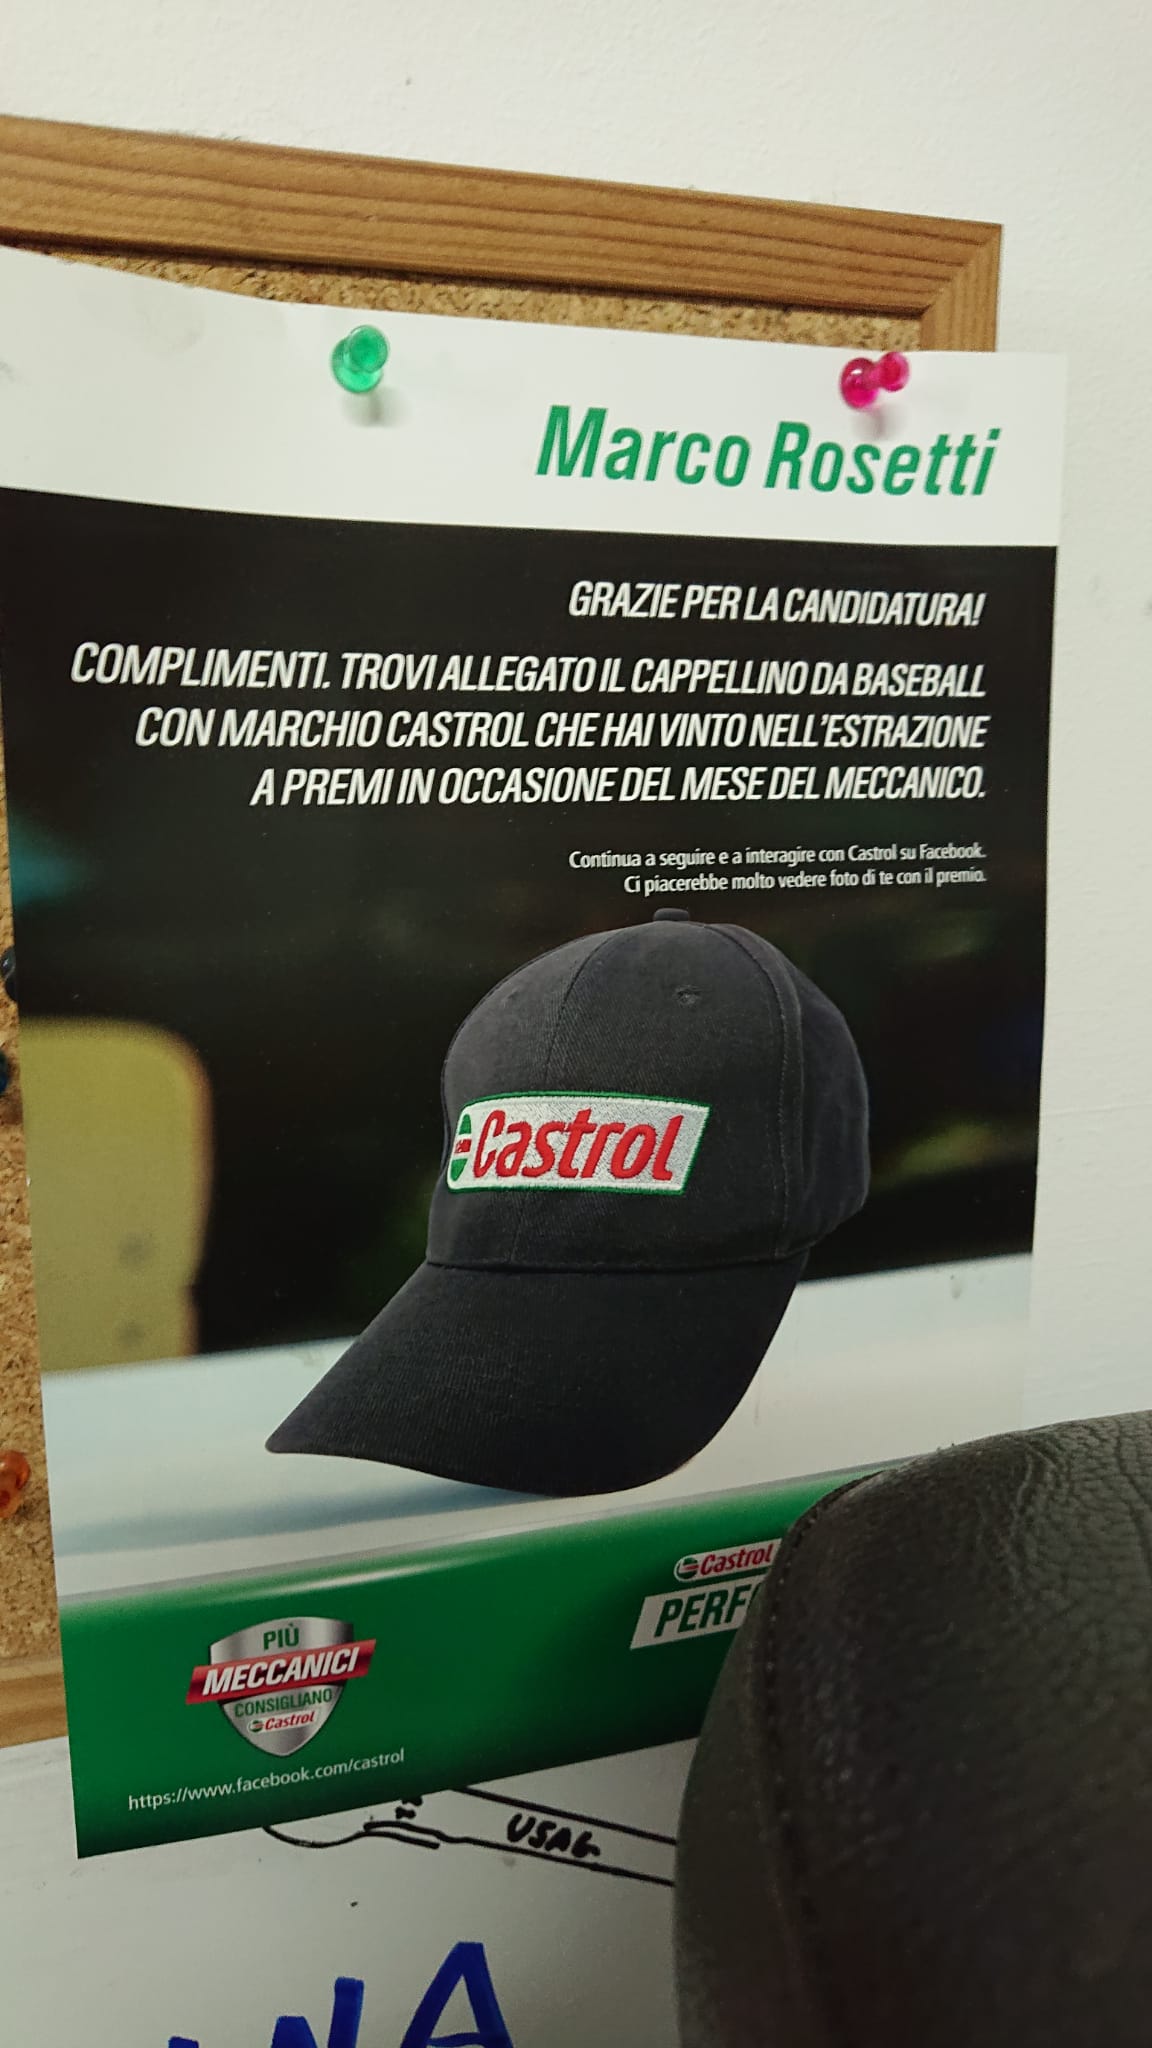 Marco Rosetti
GRAZIE PER LA CANDIDATURA!
COMPLIMENTI. TROVI ALLEGATO IL CAPPELLINO DA BASEBALL
CON MARCHIO CASTROL CHE HAI VINTO NELL'ESTRAZIONE
A PREMI IN OCCASIONE DEL MESE DEL MECCANICO.
Continua a seguire e a interagire con Castrol su Facebook.
Ci piacerebbe molto vedere foto di te con il premio.
Castrol
Castrol
PERF
PIÙ
MECCANICI
CONSIGLIANO
Castrol
https://www.facebook.com/castrol
USAG